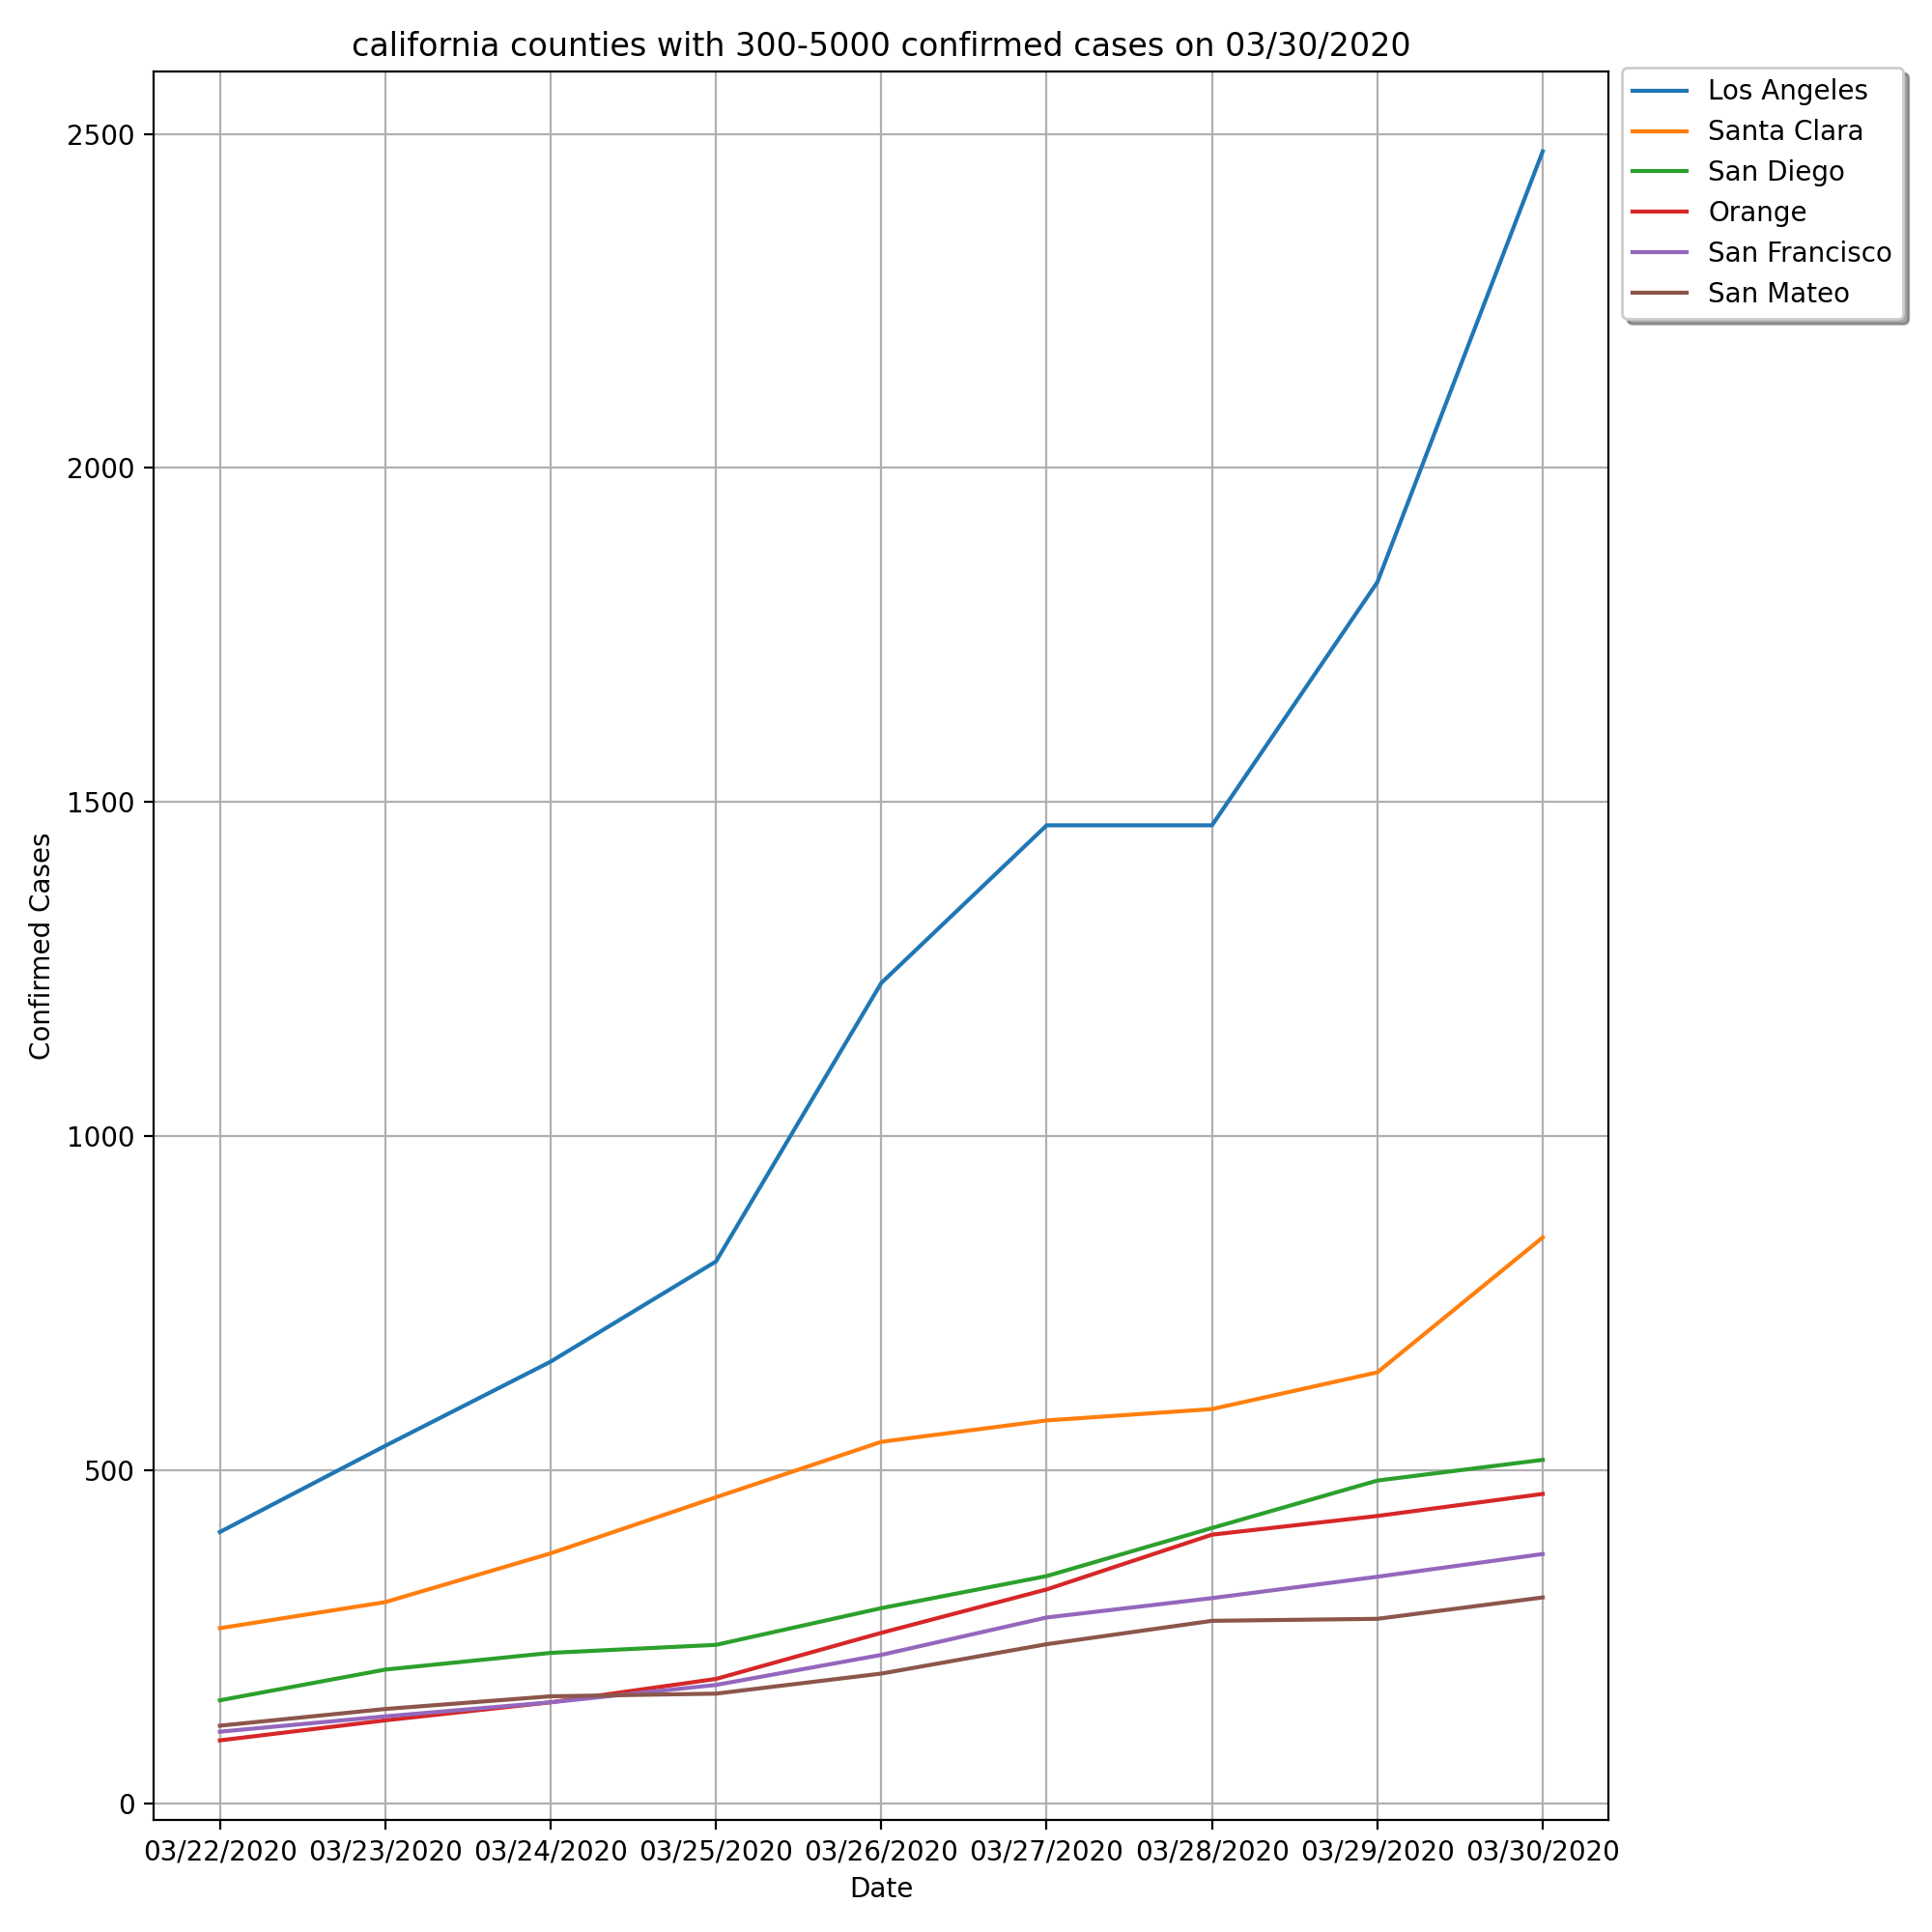 california counties with 300-5000 confirmed cases on 03/30/2020
Los Angeles
Santa Clara
San Diego
Orange
San Francisco
San Mateo
2500
2000
1500
1000
500
0
Confirmed Cases
03/22/2020 03/23/2020 03/24/2020 03/25/2020 03/26/2020 03/27/2020 03/28/2020 03/29/2020 03/30/2020
Date